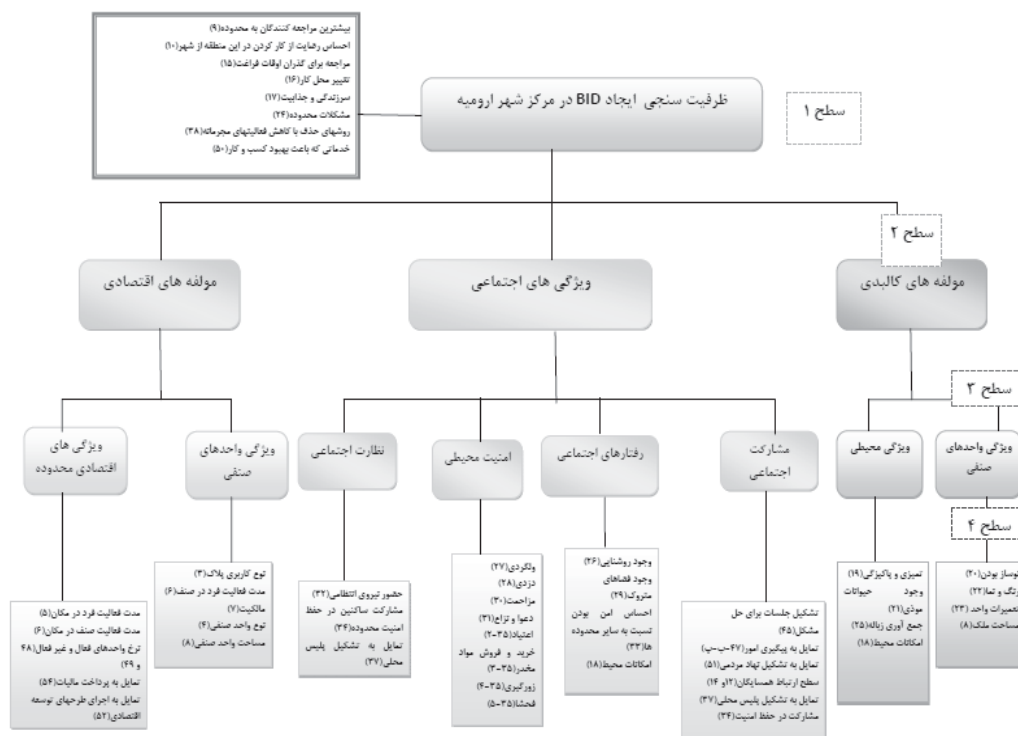 بیشترین مراجعه کنندگان به محدوده(۹)
احساس رضایت از کار کردن در این منطقه از شهر(۱۰)
مراجعه برای گذران اوقات فراغت(۱۵)
تغییر محل کار(۱۶)
سرزندگی و جذابیت(۱۷)
مشکلات محدوده(۲۴)
روشهای حذف یا کاهش فعالیتهای مجرمانه(۳۸)
خدماتی که باعث بهبود کسب و کار(۵۰)
ظرفیت سنجی ایجاد BID در مرکز شهر ارومیه
سطح ۱
سطح ۲
مولفه های کالبدی
ویژگی های اجتماعی
مولفه های اقتصادی
سطح ۳
ویژگی واحدهای
صنفی
ویژگی محیطی
مشارکت
اجتماعی
رفتارهای اجتماعی
امنیت محیطی
نظارت اجتماعی
ویژگی واحدهای
صنفی
ویژگی های
اقتصادی محدوده
سطح ۴
نوساز بودن(۲۰)
رنگ و نما(۲۲)
تعمیرات واحد (۲۳)
مساحت ملک(۸)
تمیزی و پاکیزگی(۱۹)
وجود حیوانات
موذی(۲۱)
جمع آوری زباله(۲۵)
امکانات محیط(۱۸)
تشکیل جلسات برای حل
مشکل(۴۵)
تمایل به پیگیری امور(۴۷-ب-پ)
تمایل به تشکیل نهاد مردمی(۵۱)
سطح ارتباط همسایگان(۱۲و ۱۴)
تمایل به تشکیل پلیس محلی(۳۷)
مشارکت در حفظ امنیت(۳۴)
وجود روشنایی(۲۶)
وجود فضاهای
متروک(۲۹)
احساس امن بودن
نسبت به سایر محدوده
ها(۳۳)
امکانات محیط(۱۸)
ولگردی(۲۷)
دزدی(۲۸)
مزاحمت(۳۰)
دعوا و نزاع(۳۱)
اعتیاد(۳۵-۲)
خرید و فروش مواد
مخدر(۳۵-۳)
زورگیری(۳۵-۴)
فحشا(۳۵-۵)
حضور نیروی انتظامی(۳۲)
مشارکت ساکنین در حفظ
امنیت محدوده(۳۴)
تمایل به تشکیل پلیس
محلی(۳۷)
نوع کاربری پلاک(۳)
مدت فعالیت فرد در صنف(۶)
مالکیت(۷)
نوع واحد صنفی(۴)
مساحت واحد صنفی(۸)
مدت فعالیت فرد در مکان(۵)
مدت فعالیت صنف در مکان(۶)
نرخ واحدهای فعال و غیر فعال(۴۸
و ۴۹)
تمایل به پرداخت مالیات(۵۴)
تمایل به اجرای طرحهای توسعه
اقتصادی(۵۲)